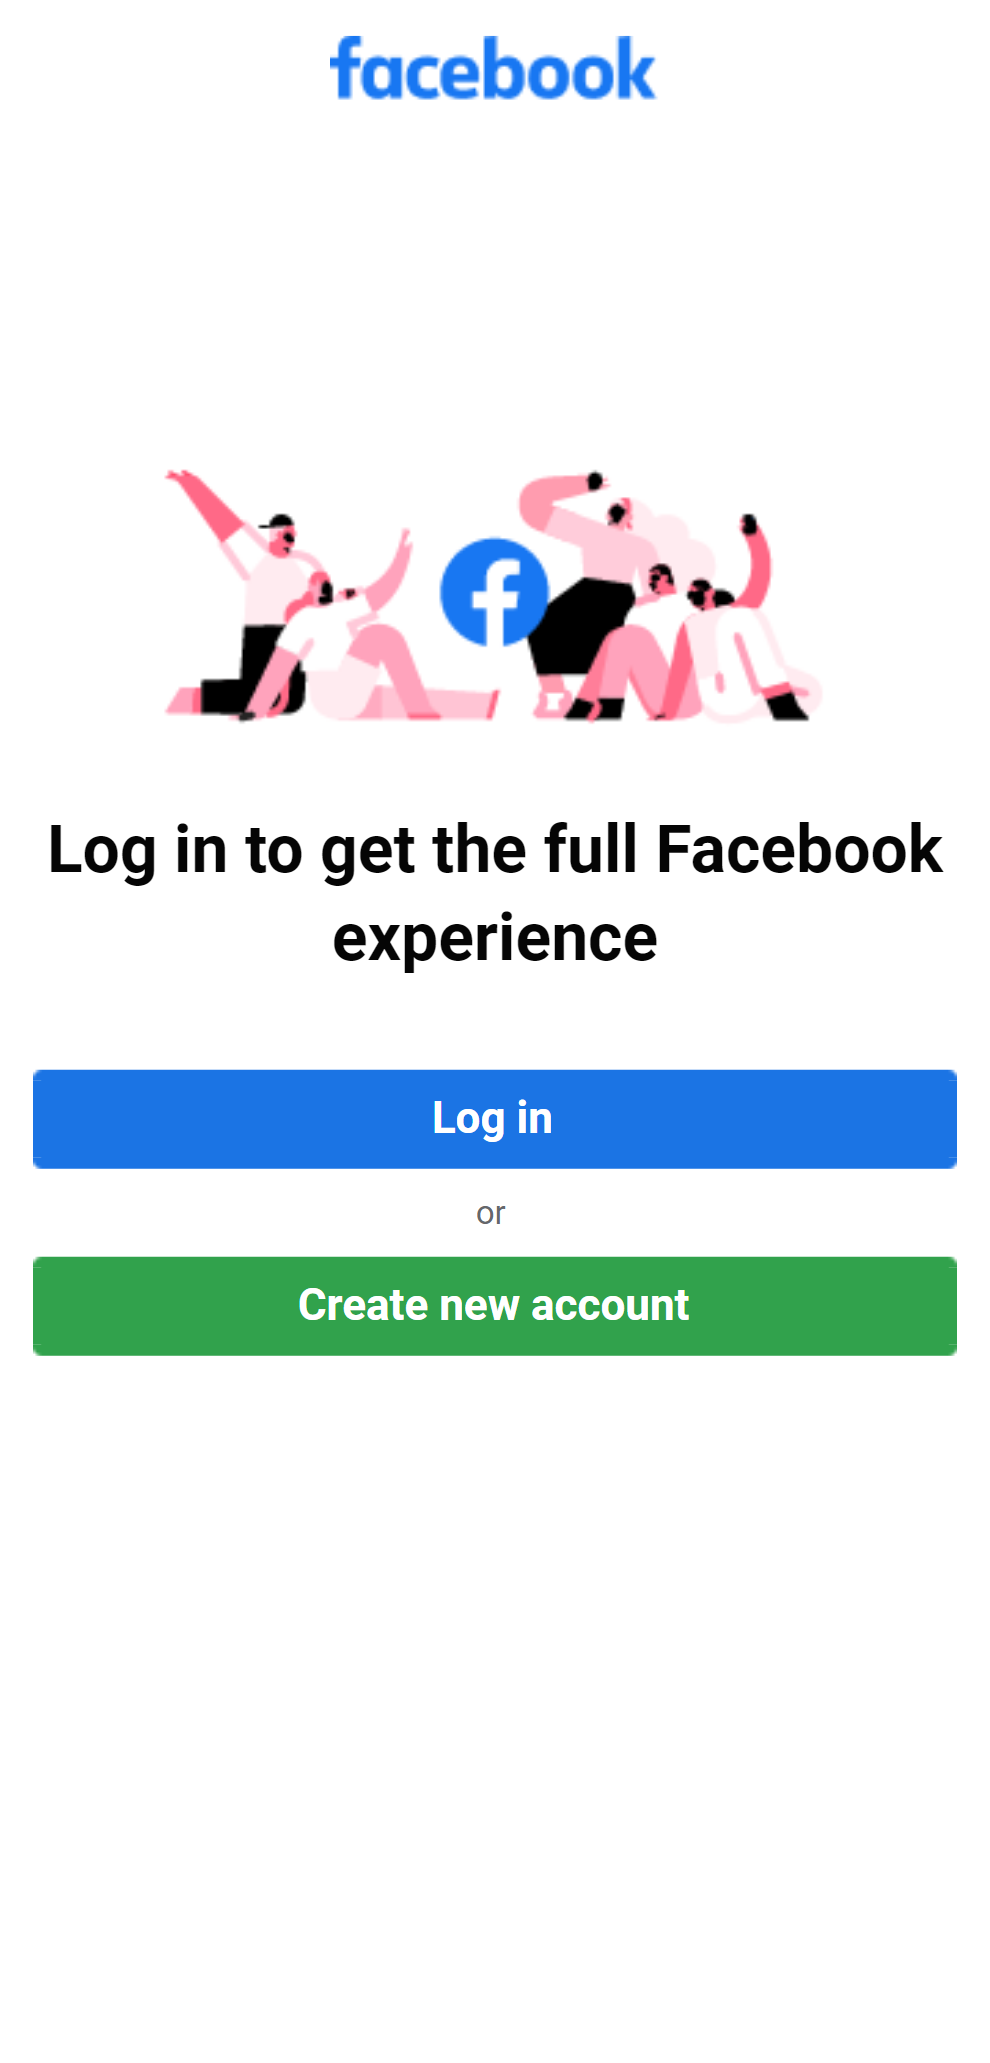 facebook
Log in to get the full Facebook
experience
Log in
or
Create new account